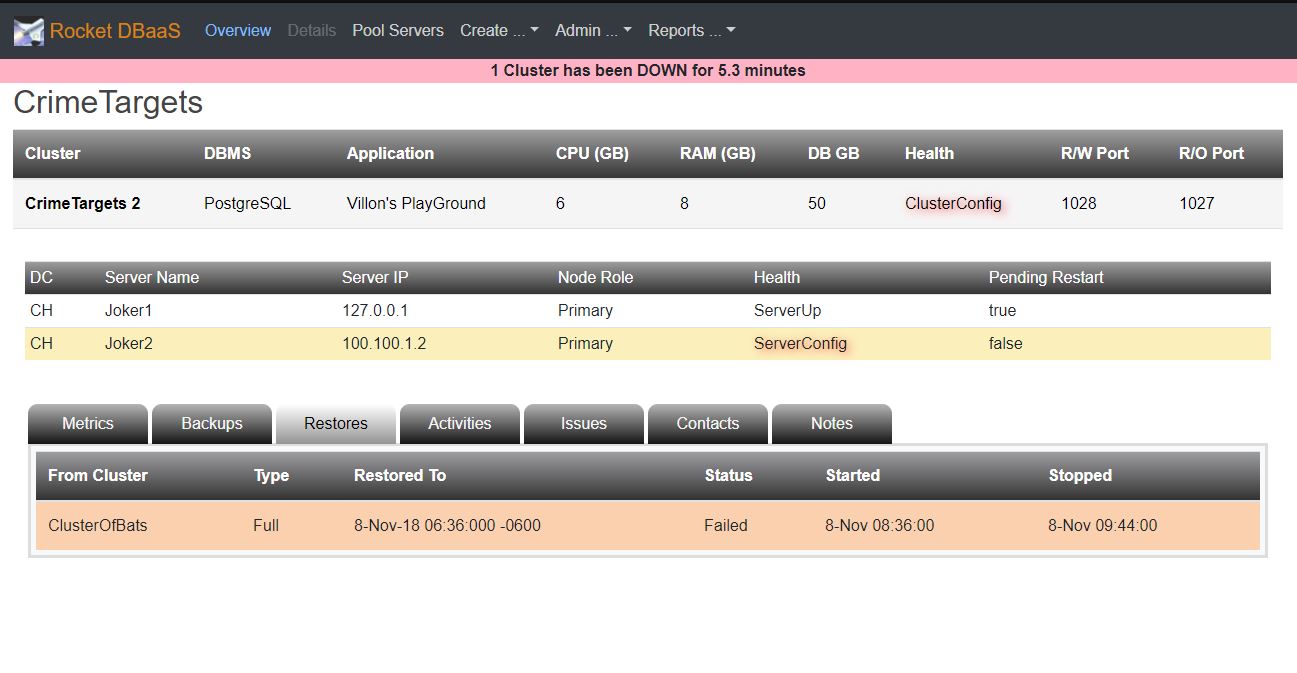 Rocket DBaaS Overview Details Pool Servers Create ... Admin ... Reports ...
1 Cluster has been DOWN for 5.3 minutes
CrimeTargets
Cluster DBMS Application CPU (GB) RAM (GB) DB GB Health R/W Port R/O Port
CrimeTargets 2 PostgreSQL Villon's PlayGround 6 8 50 ClusterConfig 1028 1027
DC Server Name Server IP Node Role Health Pending Restart
CH Joker1 127.0.0.1 Primary ServerUp true
CH Joker2 100.100.1.2 Primary ServerConfig false
Metrics Backups Restores Activities Issues Contacts Notes
From Cluster Type Restored To Status Started Stopped
ClusterOfBats Full 8-Nov-18 06:36:000 -0600 Failed 8-Nov 08:36:00 8-Nov 09:44:00